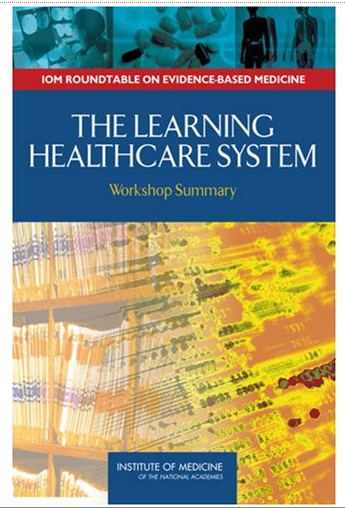 IOM ROUNDTABLE ON EVIDENCE-BASED MEDICINE
THE LEARNING
HEALTHCARE SYSTEM
Workshop Summary
INSTITUTE OF MEDICINE
OF THE NATIONAL ACADEMIES